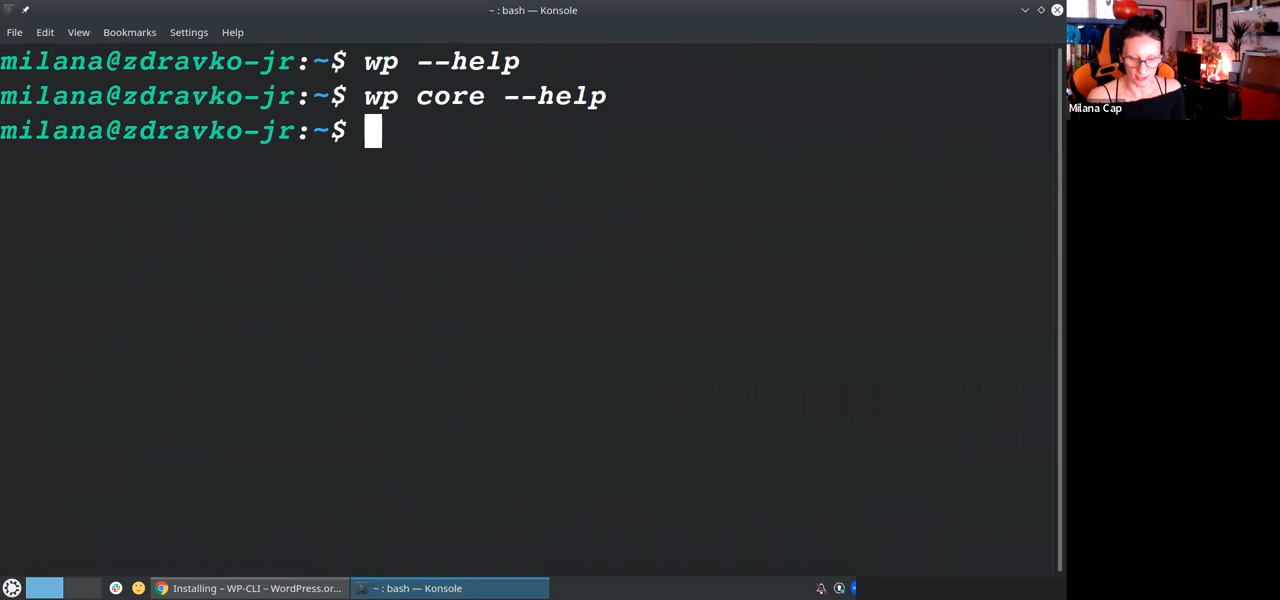 ~ : bash — Konsole
File Edit View Bookmarks Settings Help
milana@zdravko-jr:~$ wp --help
milana@zdravko-jr:~$ wp core --help
milana@zdravko-jr:~$
Milana Cap
Installing – WP-CLI – WordPress.or...
~ : bash — Konsole